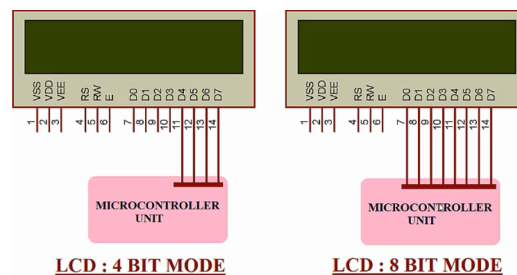 VSS VDD VEE RS RW E D0 D1 D2 D3 D4 D5 D6 D7
1 2 3 4 5 6 7 8 9 10 11 12 13 14
MICROCONTROLLER
UNIT
LCD : 4 BIT MODE
VSS VDD VEE RS RW E D0 D1 D2 D3 D4 D5 D6 D7
1 2 3 4 5 6 7 8 9 10 11 12 13 14
MICROCONTROLLER
UNIT
LCD : 8 BIT MODE